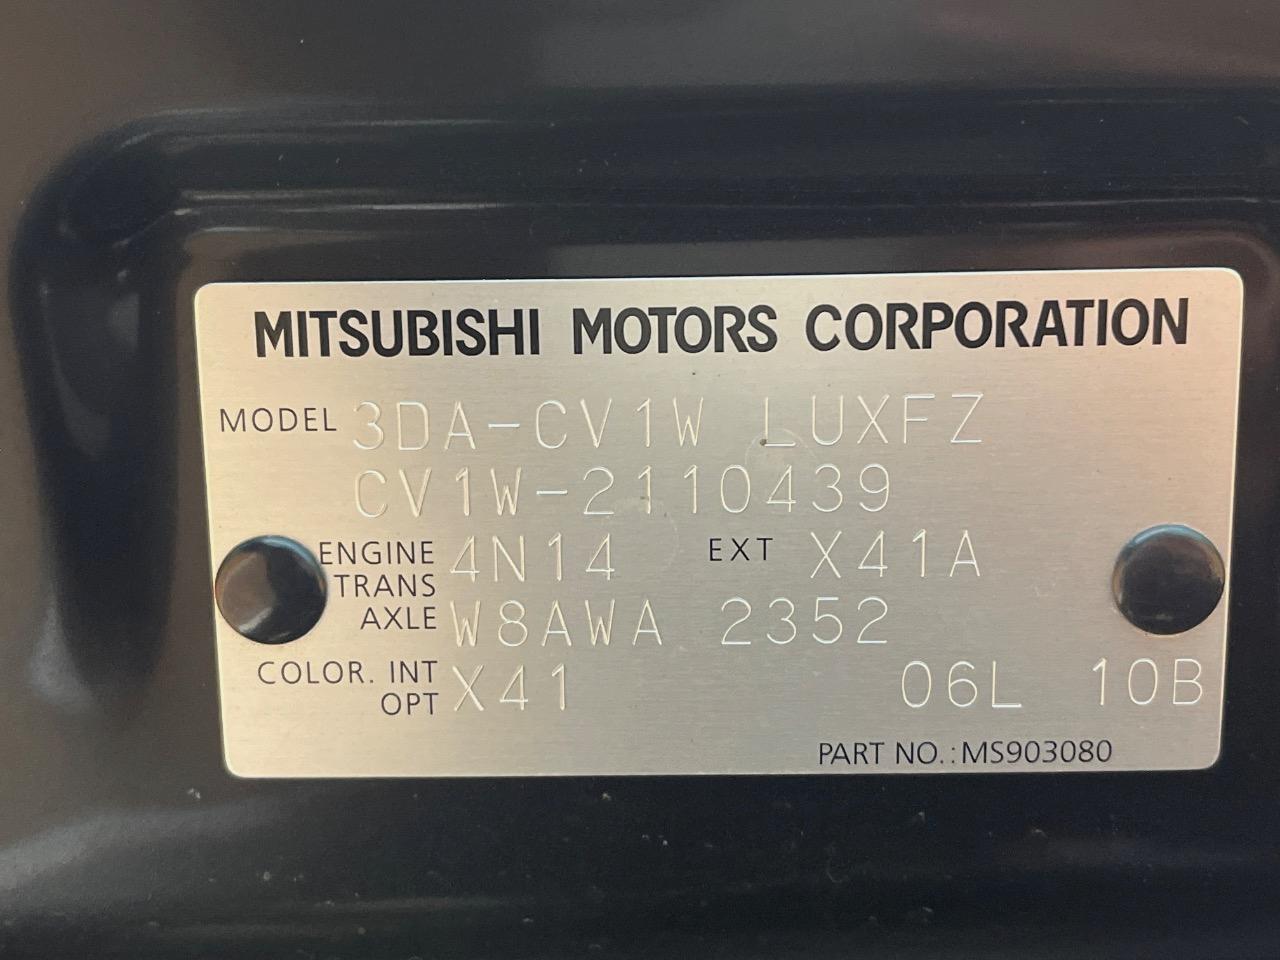 MITSUBISHI MOTORS CORPORATION
MODEL 3DA-CV1W LUXFZ
CV1W-2110439
ENGINE 4N14 EXT X41A
TRANS
AXLE W8AWA 2352
COLOR. INT X41 06L 10B
OPT
PART NO.:MS903080